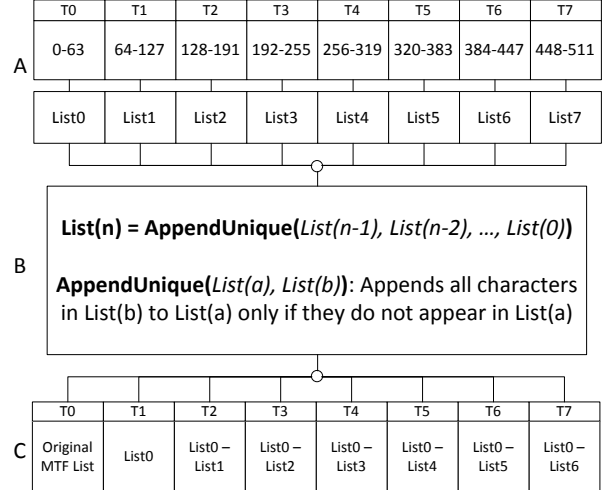 T0 T1 T2 T3 T4 T5 T6 T7
A
0-63 64-127 128-191 192-255 256-319 320-383 384-447 448-511
List0 List1 List2 List3 List4 List5 List6 List7
B
List(n) = AppendUnique(List(n-1), List(n-2), ..., List(0))
AppendUnique(List(a), List(b)): Appends all characters
in List(b) to List(a) only if they do not appear in List(a)
T0 T1 T2 T3 T4 T5 T6 T7
C
Original List0 List0 – List0 – List0 – List0 – List0 – List0 –
MTF List List1 List2 List3 List4 List5 List6